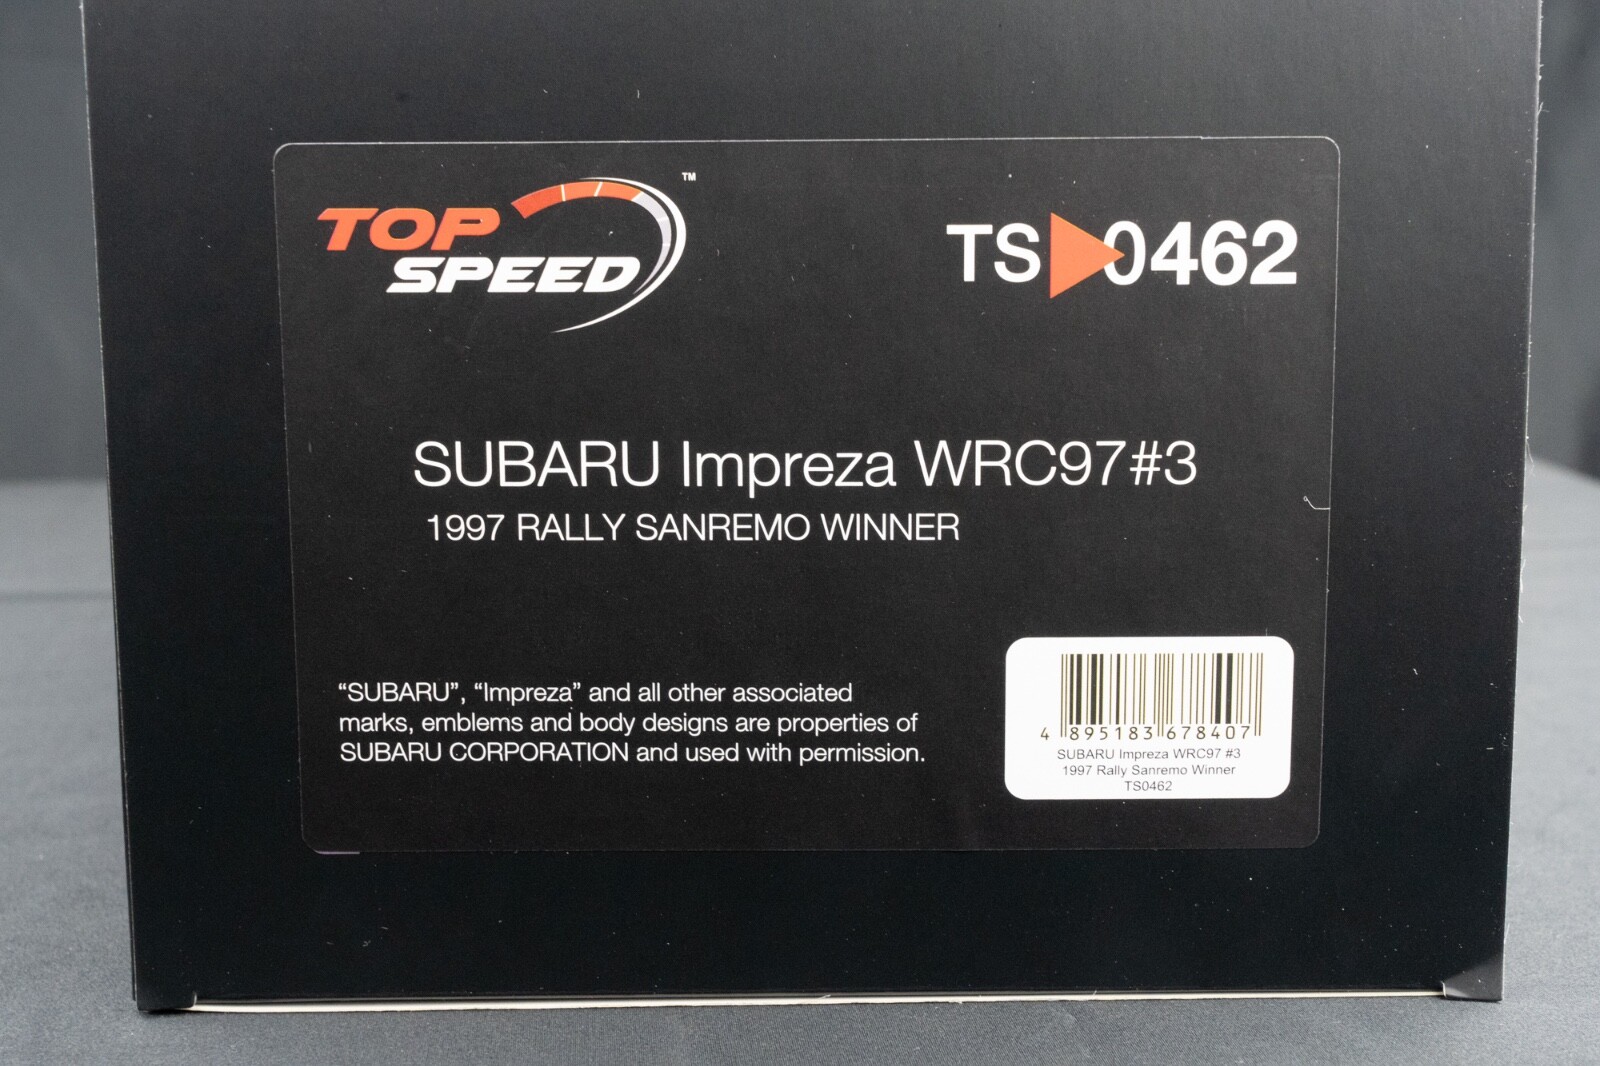 TOP SPEED™
TS 0462
SUBARU Impreza WRC97#3
1997 RALLY SANREMO WINNER
“SUBARU”, “Impreza” and all other associated
marks, emblems and body designs are properties of
SUBARU CORPORATION and used with permission.
4 895183 678407
SUBARU Impreza WRC97 #3
1997 Rally Sanremo Winner
TS0462